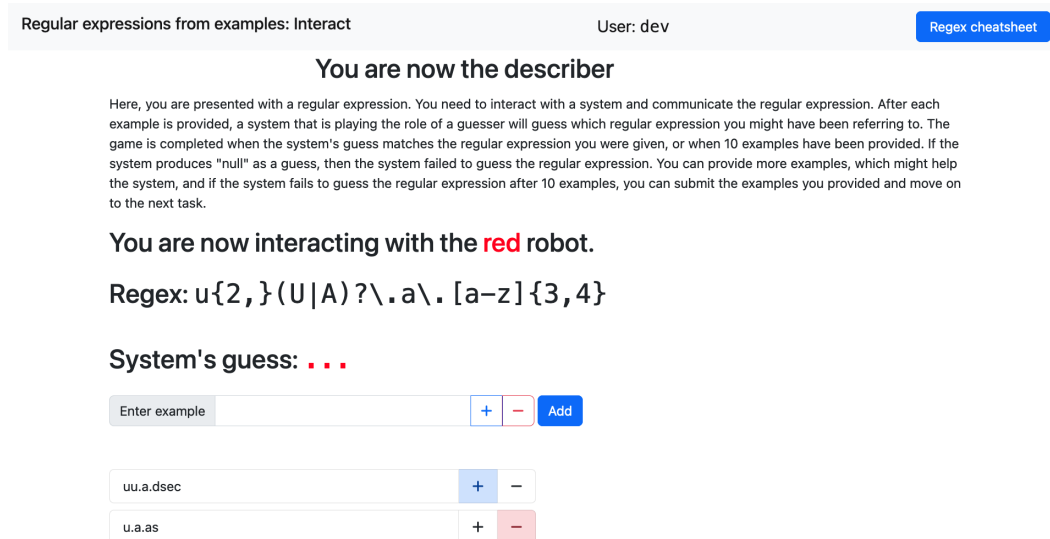 Regular expressions from examples: Interact
User: dev
Regex cheatsheet
You are now the describer
Here, you are presented with a regular expression. You need to interact with a system and communicate the regular expression. After each
example is provided, a system that is playing the role of a guesser will guess which regular expression you might have been referring to. The
game is completed when the system's guess matches the regular expression you were given, or when 10 examples have been provided. If the
system produces "null" as a guess, then the system failed to guess the regular expression. You can provide more examples, which might help
the system, and if the system fails to guess the regular expression after 10 examples, you can submit the examples you provided and move on
to the next task.
You are now interacting with the red robot.
Regex: u{2,}(U|A)?\.a\.[a-z]{3,4}
System's guess: ...
Enter example + − Add
uu.a.dsec + −
u.a.as + −